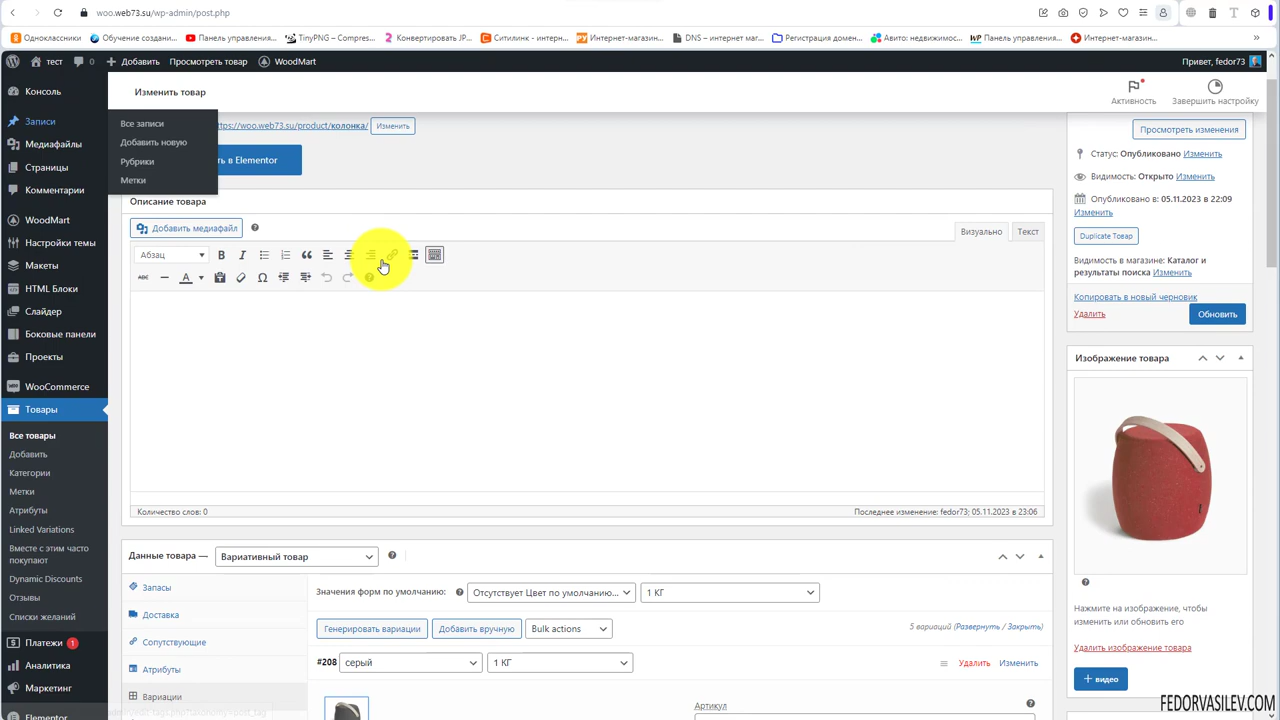 woo.web73.su/wp-admin/post.php
Одноклассники
Обучение создани...
Панель управления...
TinyPNG – Compres...
Конвертировать JP...
Ситилинк - интерн...
Интернет-магазин...
DNS – интернет маг...
Регистрация домен...
Авито: недвижимос...
Панель управления...
Интернет-магазин...
тест
0
Добавить
Просмотреть товар
WoodMart
Привет, fedor73
Консоль
Записи
Медиафайлы
Страницы
Комментарии
WoodMart
Настройки темы
Макеты
HTML Блоки
Слайдер
Боковые панели
Проекты
WooCommerce
Товары
Все товары
Добавить
Категории
Метки
Атрибуты
Linked Variations
Вместе с этим часто
покупают
Dynamic Discounts
Отзывы
Списки желаний
Платежи 1
Аналитика
Маркетинг
Elementor
Все записи
Добавить новую
Рубрики
Метки
Изменить товар
Активность
Завершить настройку
ttps://woo.web73.su/product/колонка/
Изменить
ть в Elementor
Описание товара
Добавить медиафайл
Визуально
Текст
Абзац
Количество слов: 0
Последнее изменение: fedor73; 05.11.2023 в 23:06
Данные товара —
Вариативный товар
Запасы
Доставка
Сопутствующие
Атрибуты
Вариации
Значения форм по умолчанию:
Отсутствует Цвет по умолчанию...
1 КГ
Генерировать вариации
Добавить вручную
Bulk actions
5 вариаций (Развернуть / Закрыть)
#208
серый
1 КГ
Удалить
Изменить
Артикул
Просмотреть изменения
Статус: Опубликовано Изменить
Видимость: Открыто Изменить
Опубликовано в: 05.11.2023 в 22:09
Изменить
Duplicate Товар
Видимость в магазине: Каталог и
результаты поиска Изменить
Копировать в новый черновик
Удалить
Обновить
Изображение товара
Нажмите на изображение, чтобы
изменить или обновить его
Удалить изображение товара
+ видео
FEDORVASILEV.COM